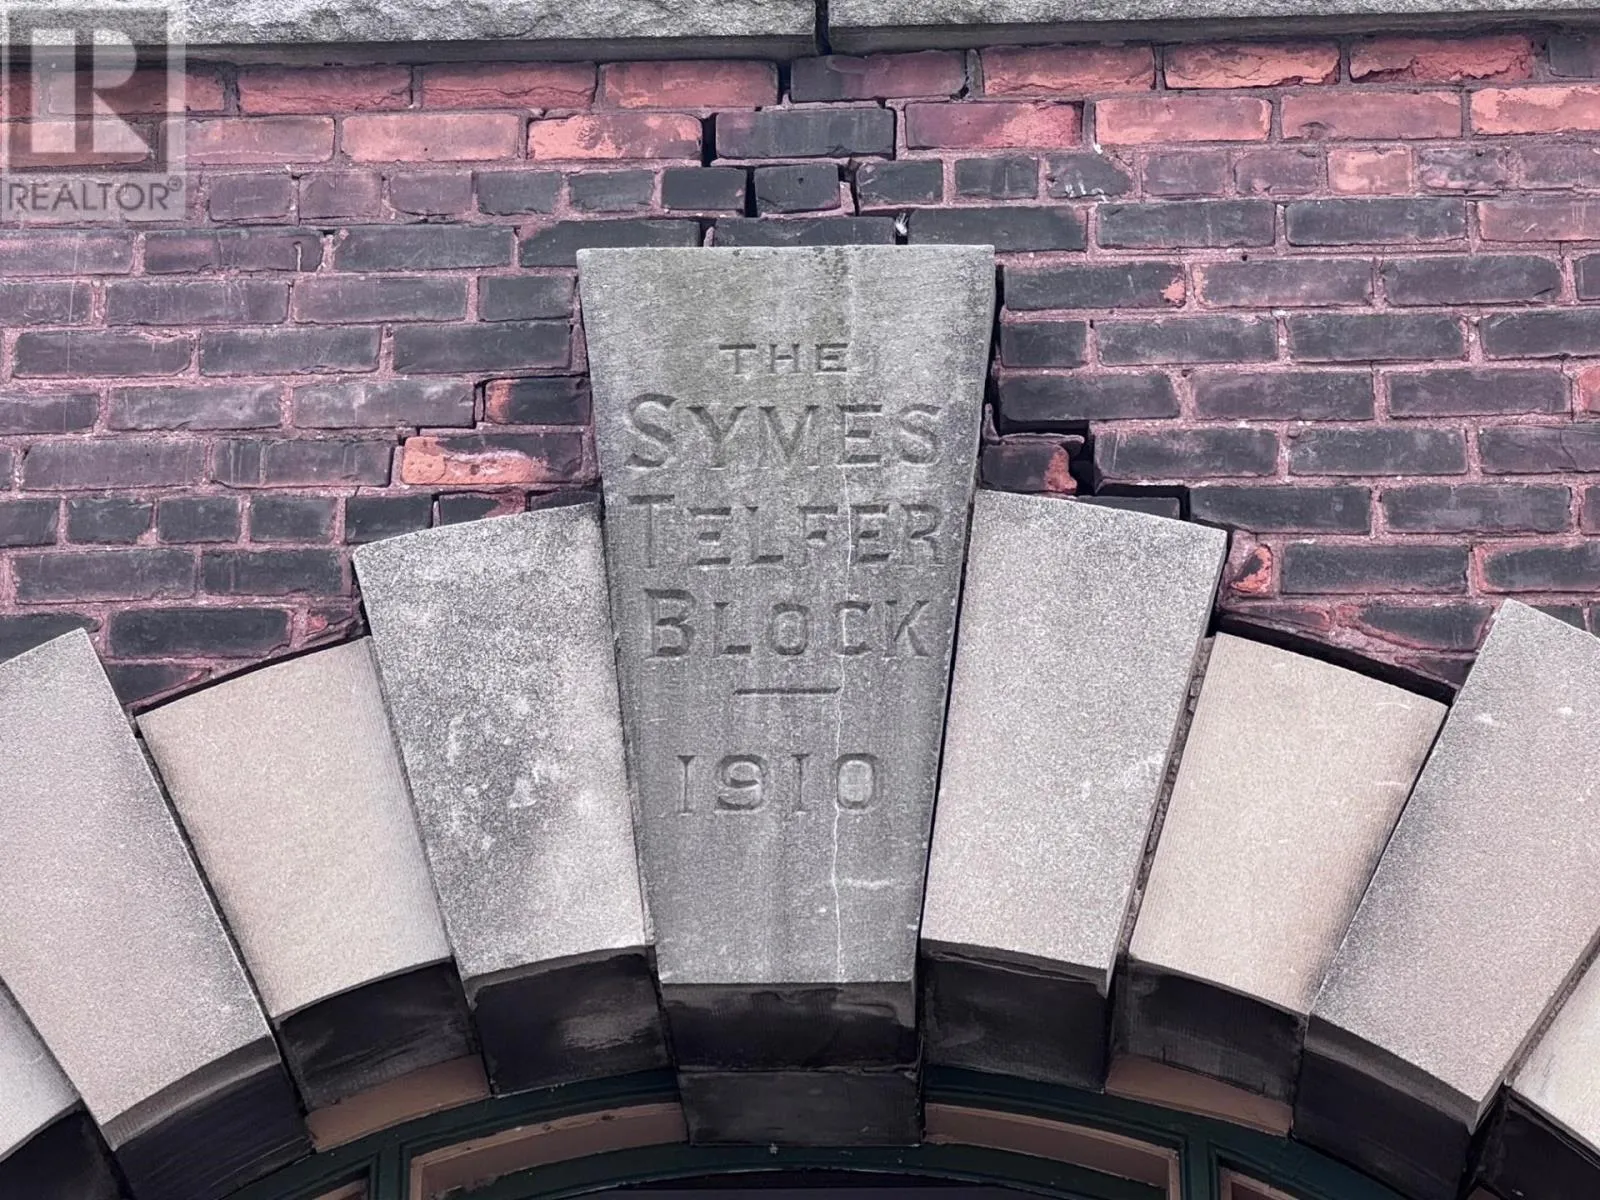 REALTOR®
THE
SYMES
TELFER
BLOCK
1910